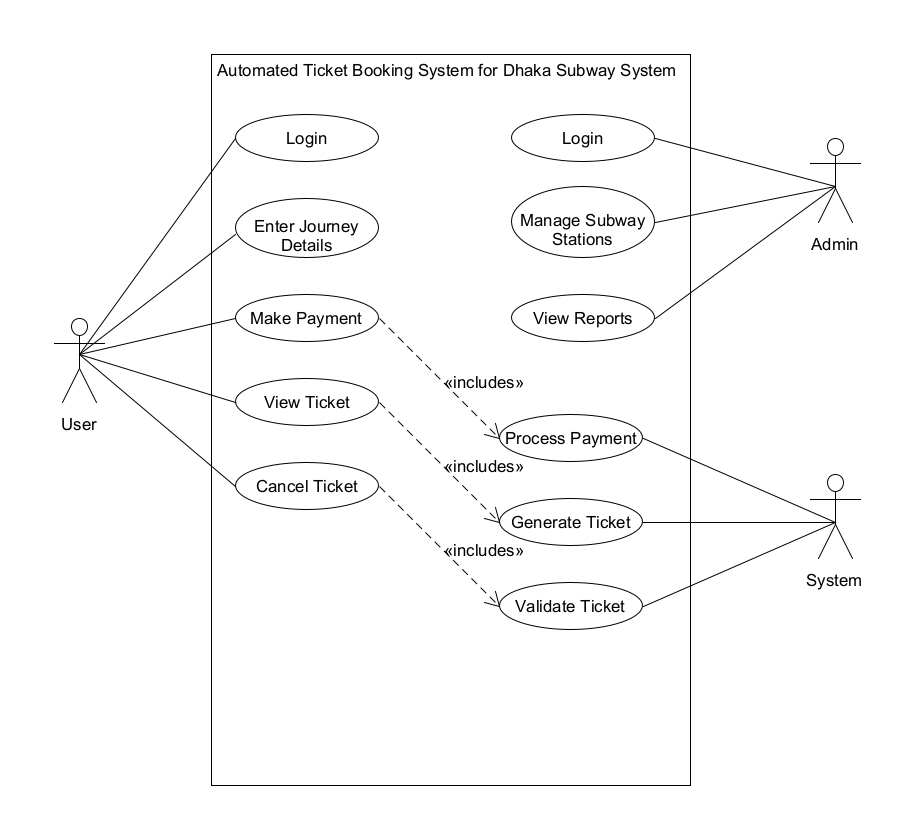 Automated Ticket Booking System for Dhaka Subway System
Login
Login
Enter Journey
Details
Manage Subway
Stations
Admin
Make Payment
View Reports
«includes»
View Ticket
User
Process Payment
«includes»
Cancel Ticket
Generate Ticket
«includes»
System
Validate Ticket